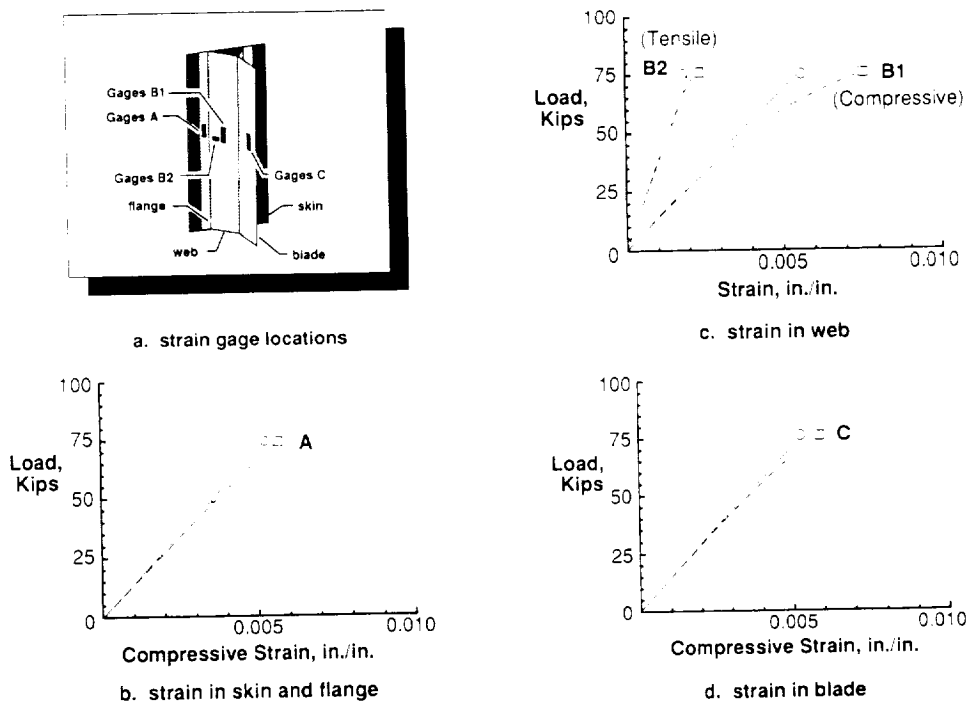 Gages B1
Gages A
Gages B2
Gages C
flange
skin
web
blade
a. strain gage locations
100
75
50
25
0
Load,
Kips
(Tensile)
B2
B1
(Compressive)
0.005
0.010
Strain, in./in.
c. strain in web
100
75
50
25
0
Load,
Kips
A
0.005
0.010
Compressive Strain, in./in.
b. strain in skin and flange
100
75
50
25
0
Load,
Kips
C
0.005
0.010
Compressive Strain, in./in.
d. strain in blade